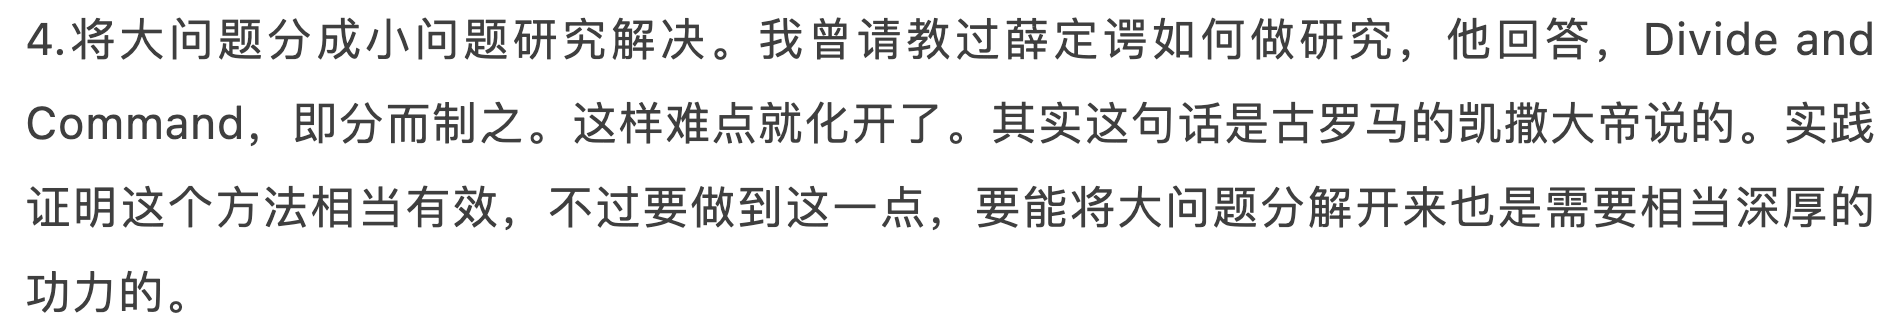 4.将大问题分成小问题研究解决。我曾请教过薛定谔如何做研究，他回答，Divide and
Command，即分而制之。这样难点就化开了。其实这句话是古罗马的凯撒大帝说的。实践
证明这个方法相当有效，不过要做到这一点，要能将大问题分解开来也是需要相当深厚的
功力的。